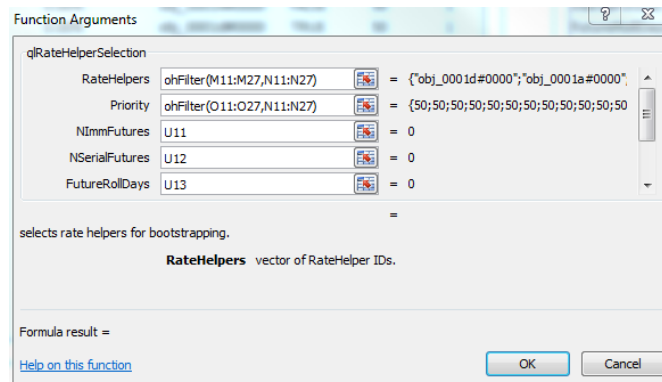 Function Arguments
qlRateHelperSelection
RateHelpers ohFilter(M11:M27,N11:N27) = {"obj_0001d#0000";"obj_0001a#0000";
Priority ohFilter(O11:O27,N11:N27) = {50;50;50;50;50;50;50;50;50;50;50;50
NImmFutures U11 = 0
NSerialFutures U12 = 0
FutureRollDays U13 = 0
=
selects rate helpers for bootstrapping.
RateHelpers vector of RateHelper IDs.
Formula result =
Help on this function OK Cancel